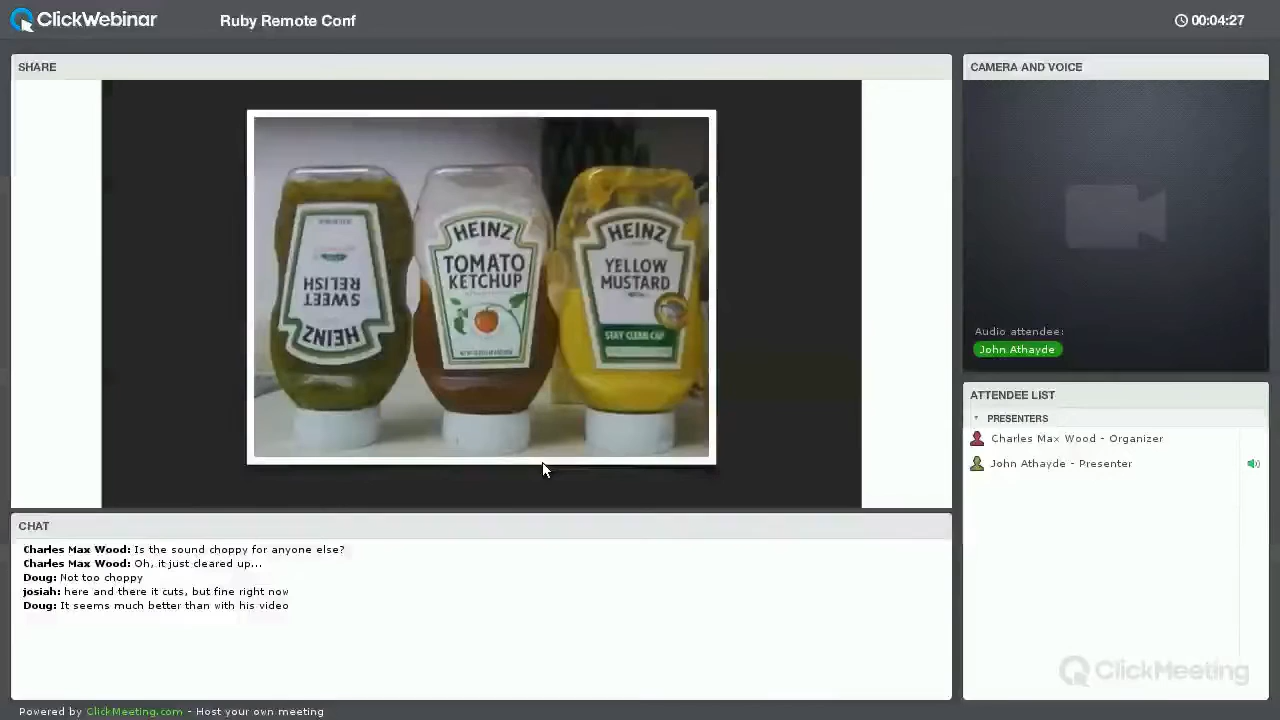 ClickWebinar
Ruby Remote Conf
00:04:27
SHARE
SWEET
RELISH
HEINZ
HEINZ
TOMATO
KETCHUP
HEINZ
YELLOW
MUSTARD
STAY CLEAN CAP
CAMERA AND VOICE
Audio attendee:
John Athayde
ATTENDEE LIST
PRESENTERS
Charles Max Wood - Organizer
John Athayde - Presenter
CHAT
Charles Max Wood: Is the sound choppy for anyone else?
Charles Max Wood: Oh, it just cleared up...
Doug: Not too choppy
josiah: here and there it cuts, but fine right now
Doug: It seems much better than with his video
ClickMeeting
Powered by ClickMeeting.com - Host your own meeting